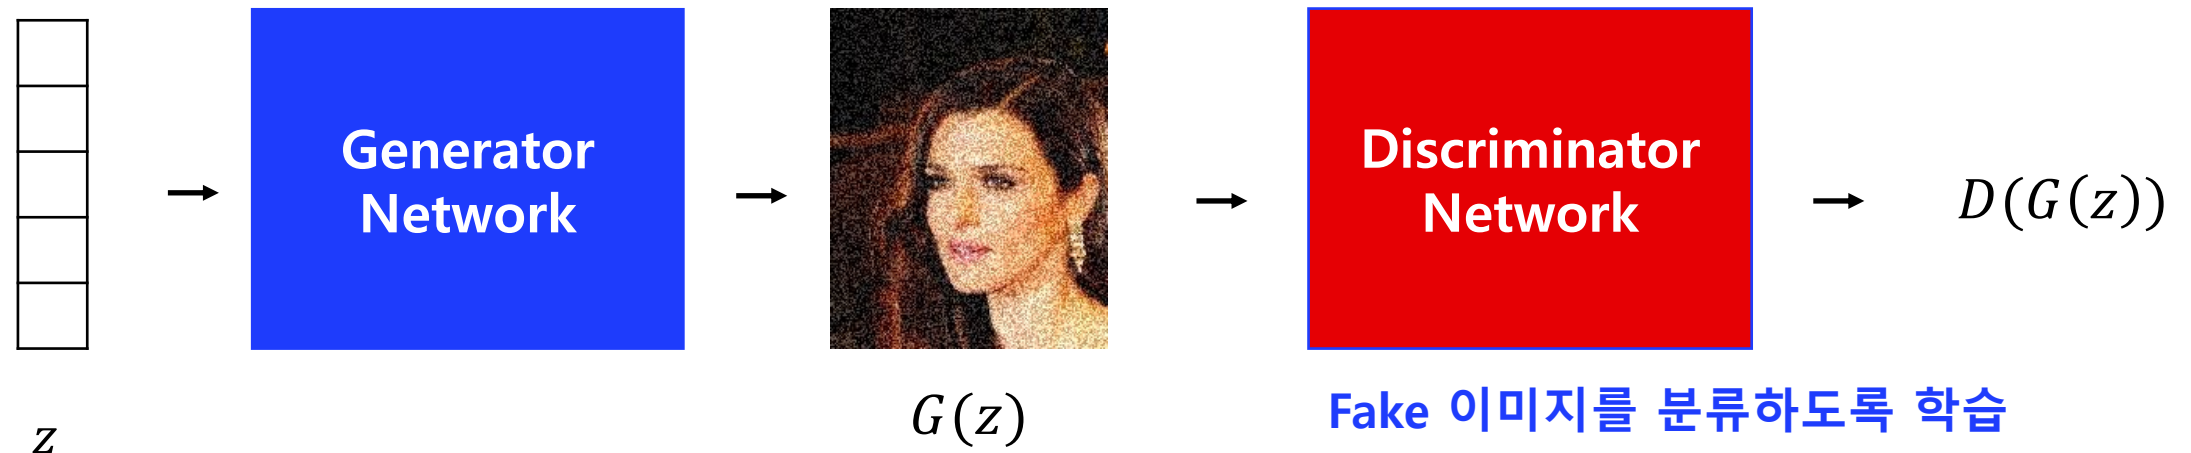 Generator
Network
Discriminator
Network
D(G(z))
z
G(z)
Fake 이미지를 분류하도록 학습